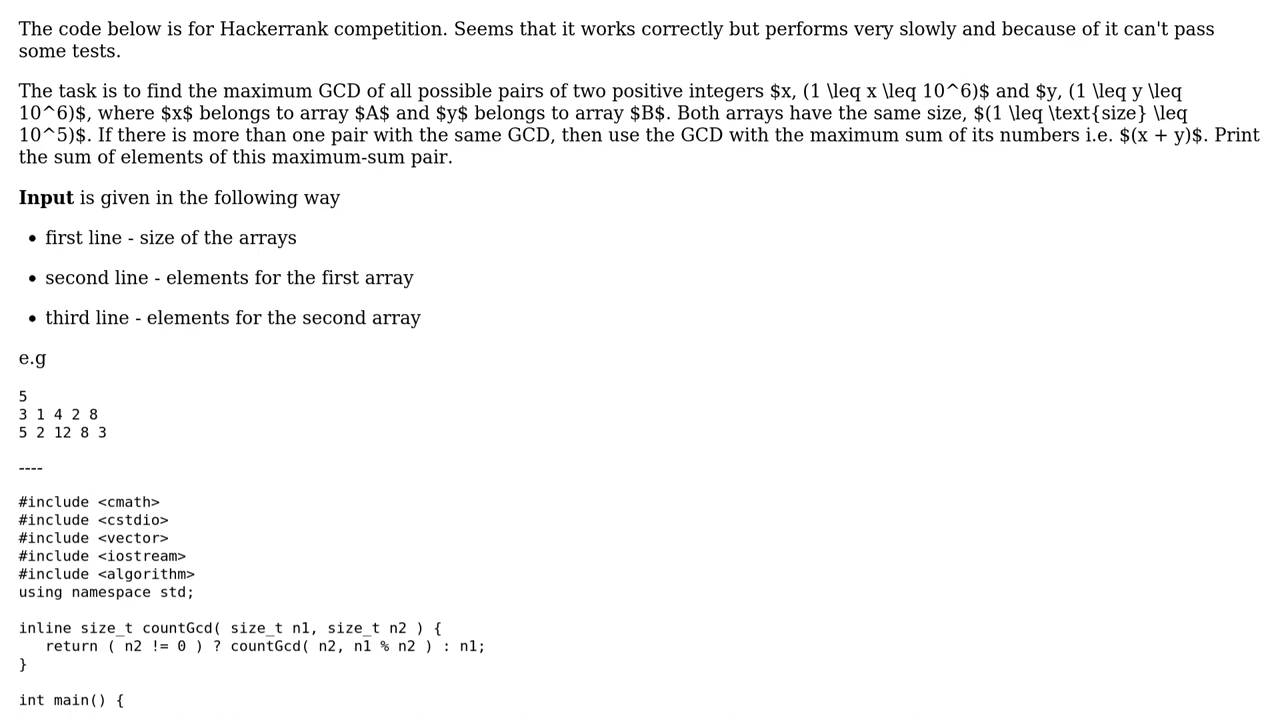 The code below is for Hackerrank competition. Seems that it works correctly but performs very slowly and because of it can't pass
some tests.
The task is to find the maximum GCD of all possible pairs of two positive integers $x, (1 \leq x \leq 10^6)$ and $y, (1 \leq y \leq
10^6)$, where $x$ belongs to array $A$ and $y$ belongs to array $B$. Both arrays have the same size, $(1 \leq \text{size} \leq
10^5)$. If there is more than one pair with the same GCD, then use the GCD with the maximum sum of its numbers i.e. $(x + y)$. Print
the sum of elements of this maximum-sum pair.
Input is given in the following way
• first line - size of the arrays
• second line - elements for the first array
• third line - elements for the second array
e.g
5
3 1 4 2 8
5 2 12 8 3
----
#include <cmath>
#include <cstdio>
#include <vector>
#include <iostream>
#include <algorithm>
using namespace std;
inline size_t countGcd( size_t n1, size_t n2 ) {
   return ( n2 != 0 ) ? countGcd( n2, n1 % n2 ) : n1;
}
int main() {